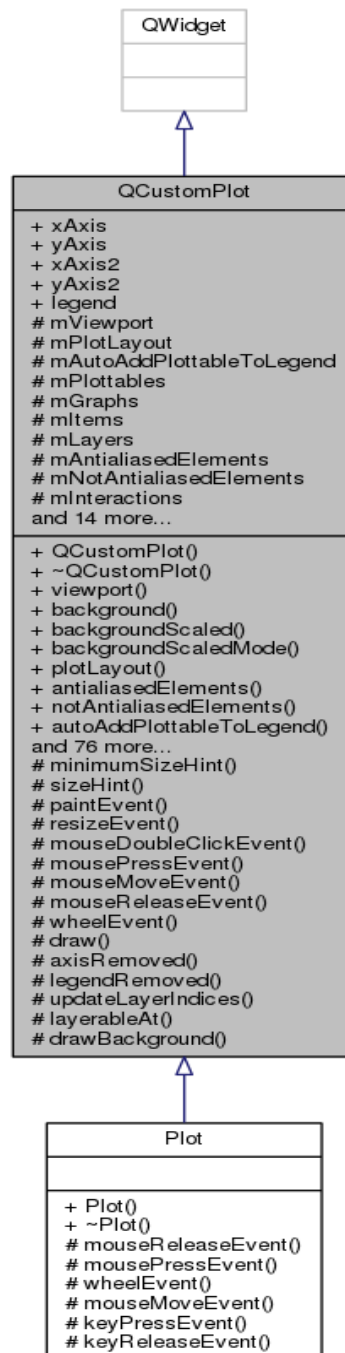 QWidget
QCustomPlot
+ xAxis
+ yAxis
+ xAxis2
+ yAxis2
+ legend
# mViewport
# mPlotLayout
# mAutoAddPlottableToLegend
# mPlottables
# mGraphs
# mItems
# mLayers
# mAntialiasedElements
# mNotAntialiasedElements
# mInteractions
and 14 more...
+ QCustomPlot()
+ ~QCustomPlot()
+ viewport()
+ background()
+ backgroundScaled()
+ backgroundScaledMode()
+ plotLayout()
+ antialiasedElements()
+ notAntialiasedElements()
+ autoAddPlottableToLegend()
and 76 more...
# minimumSizeHint()
# sizeHint()
# paintEvent()
# resizeEvent()
# mouseDoubleClickEvent()
# mousePressEvent()
# mouseMoveEvent()
# mouseReleaseEvent()
# wheelEvent()
# draw()
# axisRemoved()
# legendRemoved()
# updateLayerIndices()
# layerableAt()
# drawBackground()
Plot
+ Plot()
+ ~Plot()
# mouseReleaseEvent()
# mousePressEvent()
# wheelEvent()
# mouseMoveEvent()
# keyPressEvent()
# keyReleaseEvent()